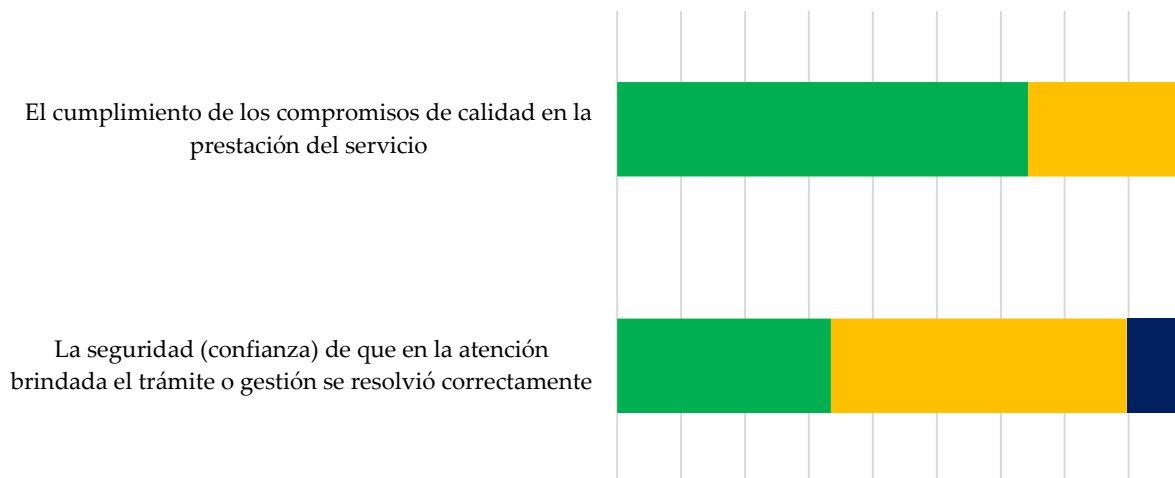 El cumplimiento de los compromisos de calidad en la
prestación del servicio
La seguridad (confianza) de que en la atención
brindada el trámite o gestión se resolvió correctamente